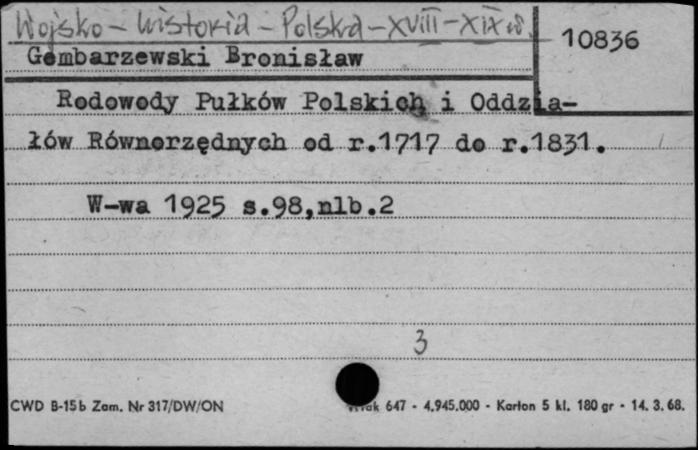 Wojsko - historia - Polska - XVIII - XIX w.
10836
Gembarzewski Bronisław
Rodowody Pułków Polskich i Oddzia-
łów Równorzędnych od r.1717 do r.1831.
W-wa 1925 s.98,nlb.2
3
CWD B-15b Zam. Nr 317/DW/ON
647 - 4.945.000 - Karton 5 kl. 180 gr - 14. 3. 68.